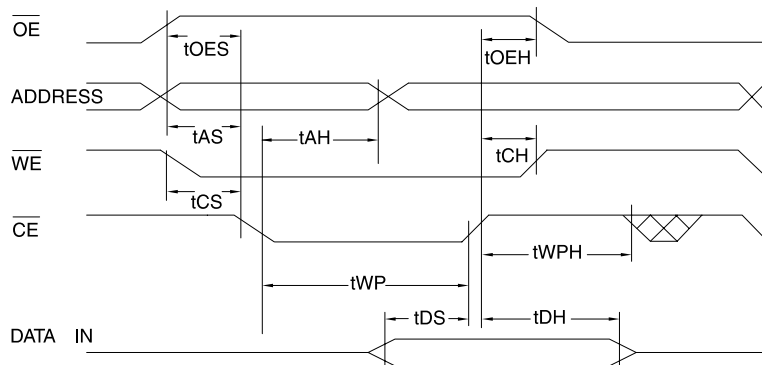 OE
tOES
tOEH
ADDRESS
tAS
tAH
tCH
WE
tCS
CE
tWPH
tWP
tDS
tDH
DATA IN